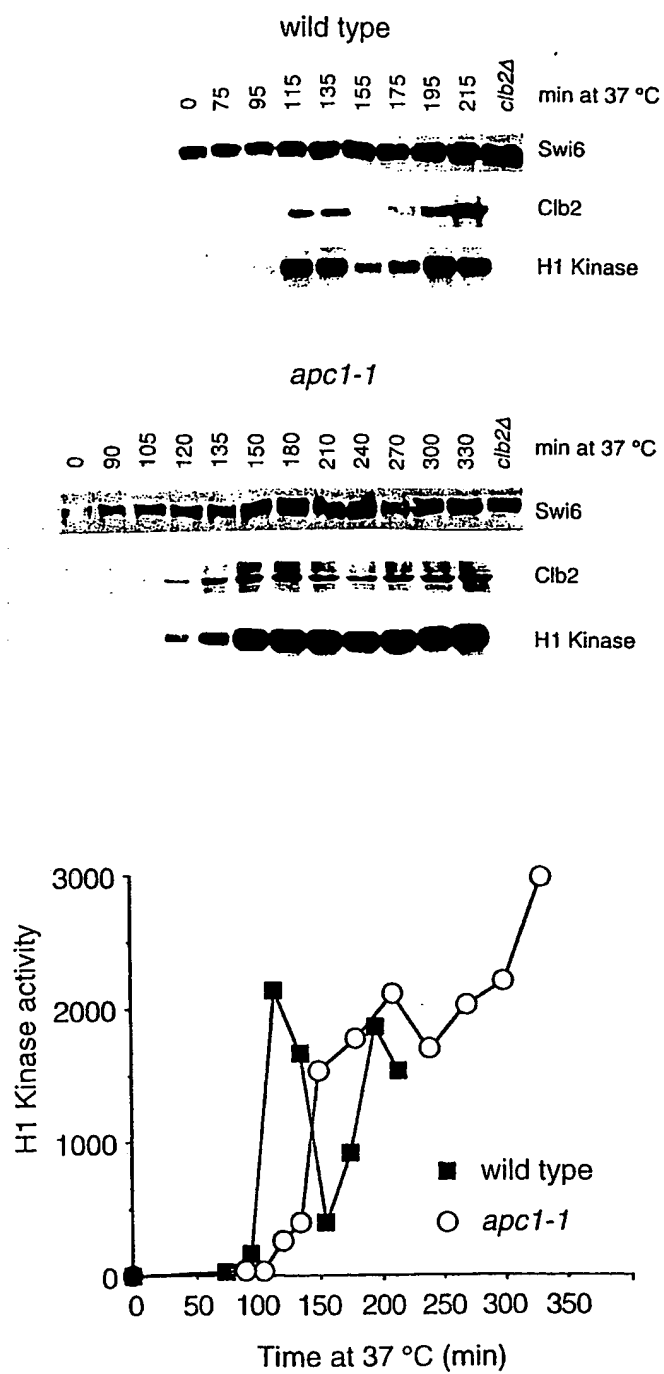 wild type
0 75 95 115 135 155 175 195 215 clb2Δ min at 37 °C
Swi6
Clb2
H1 Kinase
apc1-1
0 90 105 120 135 150 180 210 240 270 300 330 clb2Δ min at 37 °C
Swi6
Clb2
H1 Kinase
3000
2000
1000
0
H1 Kinase activity
wild type
apc1-1
0 50 100 150 200 250 300 350
Time at 37 °C (min)